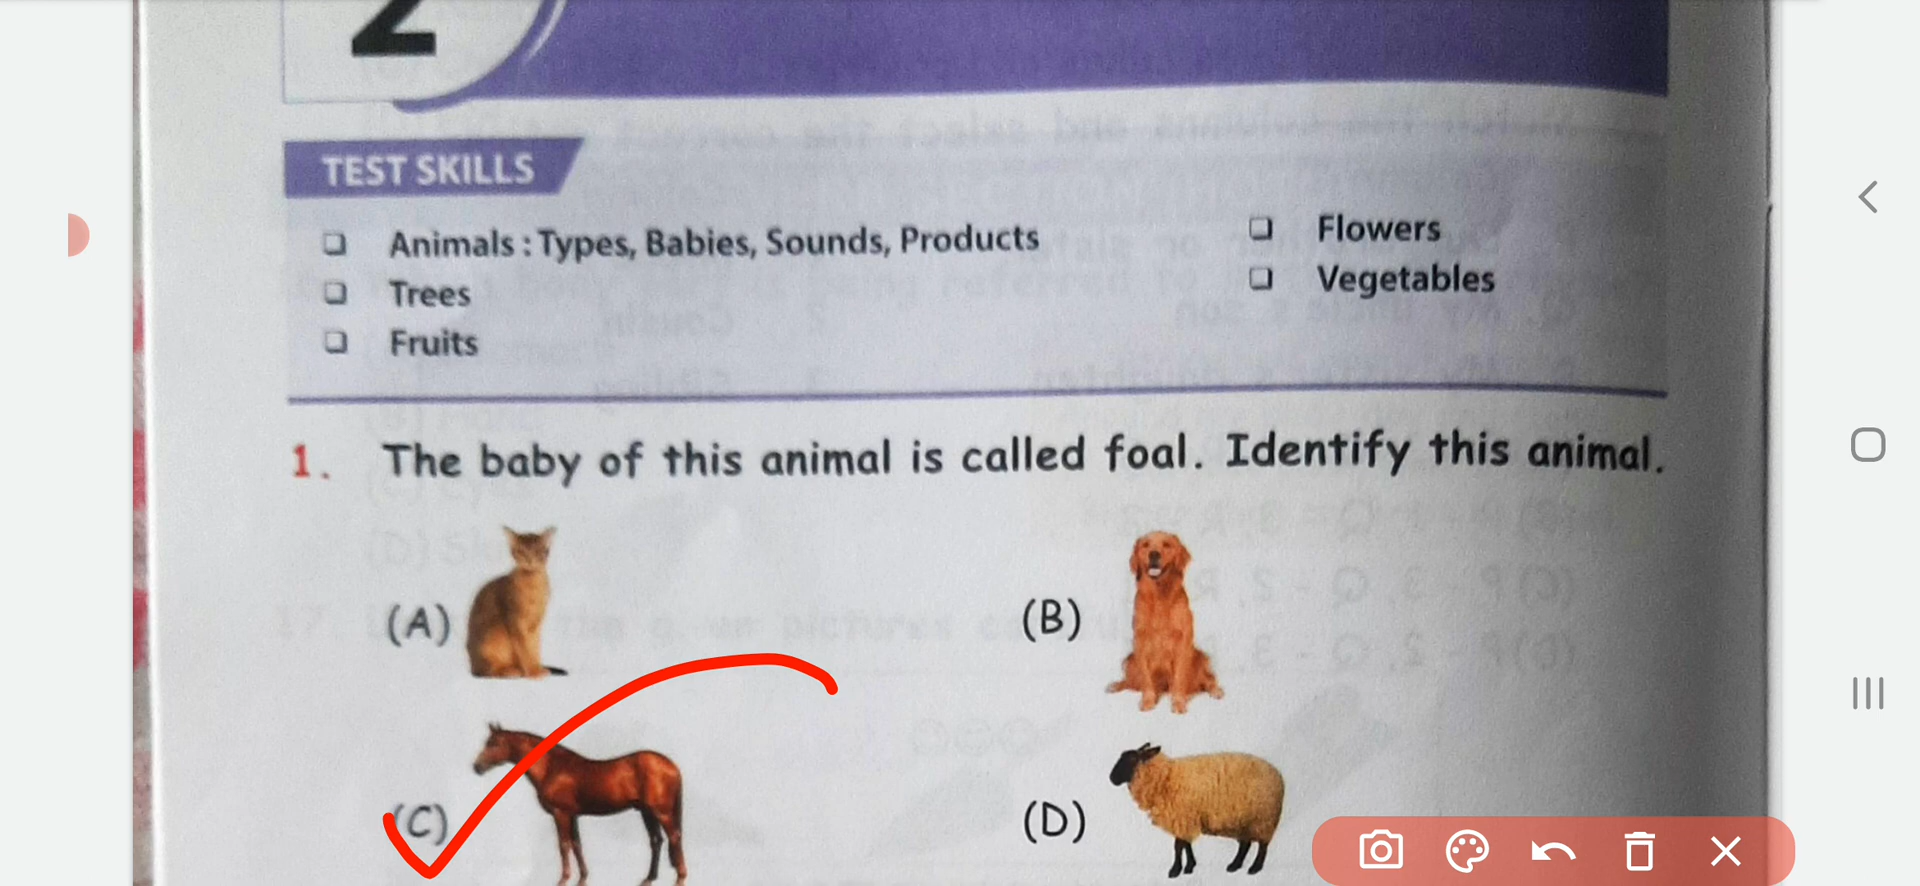 2
TEST SKILLS
❑ Animals : Types, Babies, Sounds, Products
❑ Trees
❑ Fruits
❑ Flowers
❑ Vegetables
1. The baby of this animal is called foal. Identify this animal.
(A)
(B)
(C)
(D)